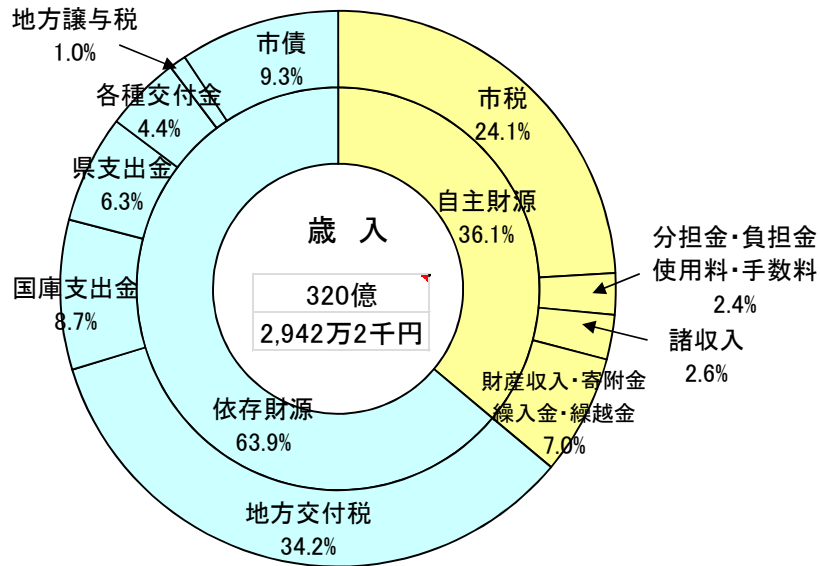 地方譲与税
1.0%
市債
9.3%
各種交付金
4.4%
市税
24.1%
県支出金
6.3%
自主財源
36.1%
歳 入
320億
2,942万2千円
分担金・負担金
使用料・手数料
2.4%
国庫支出金
8.7%
諸収入
2.6%
財産収入・寄附金
繰入金・繰越金
7.0%
依存財源
63.9%
地方交付税
34.2%